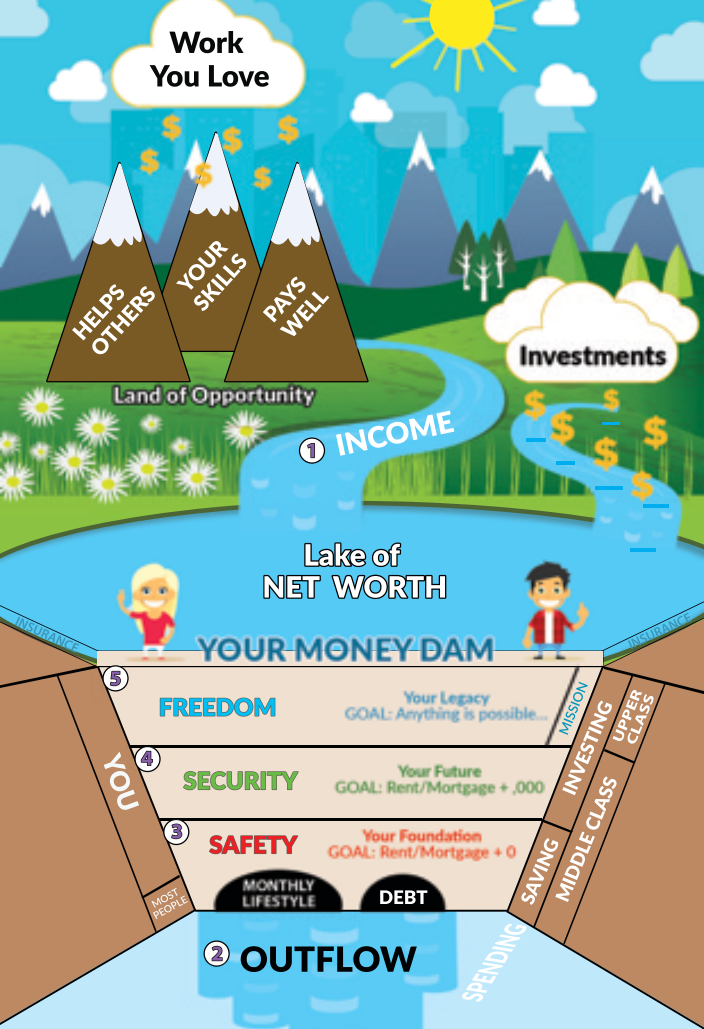 Work
You Love
$ $ $
$ $ $
HELPS
OTHERS
YOUR
SKILLS
PAYS
WELL
Land of Opportunity
Investments
$ $
$ $
$
$
1 INCOME
Lake of
NET WORTH
INSURANCE
INSURANCE
YOUR MONEY DAM
5
FREEDOM
Your Legacy
GOAL: Anything is possible...
MISSION
4
SECURITY
Your Future
GOAL: Rent/Mortgage + ,000
3
SAFETY
Your Foundation
GOAL: Rent/Mortgage + 0
MONTHLY
LIFESTYLE
DEBT
YOU
MOST
PEOPLE
INVESTING
UPPER
CLASS
SAVING
MIDDLE CLASS
SPENDING
2 OUTFLOW